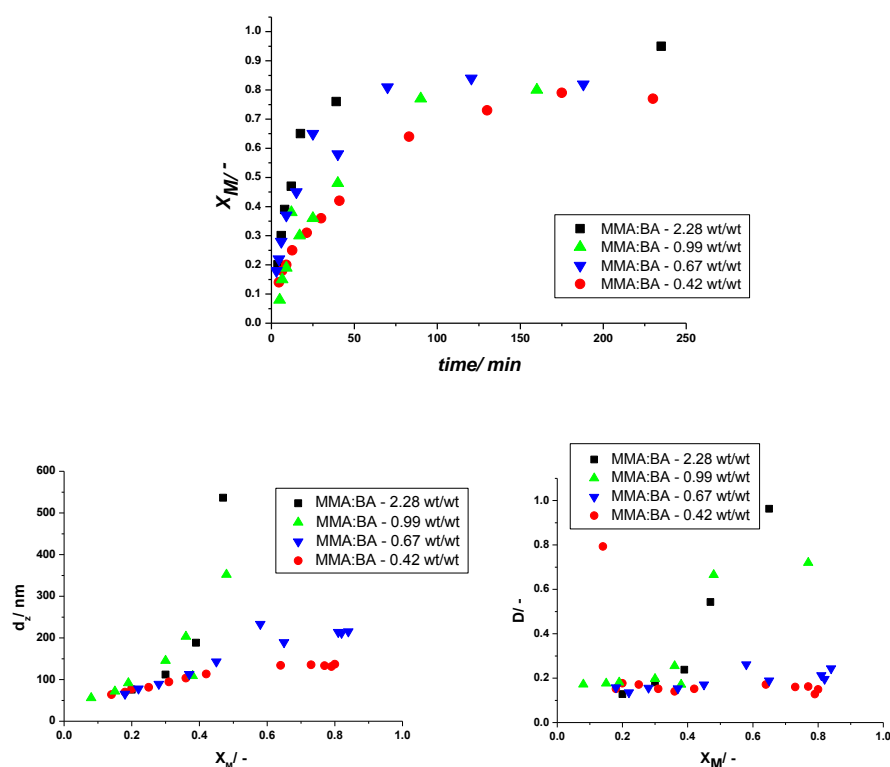 1.0
0.9
0.8
0.7
0.6
0.5
0.4
0.3
0.2
0.1
0.0
X_M/ -
0 50 100 150 200 250
time/ min
MMA:BA - 2.28 wt/wt
MMA:BA - 0.99 wt/wt
MMA:BA - 0.67 wt/wt
MMA:BA - 0.42 wt/wt
600
500
400
300
200
100
0
d_z/ nm
0.0 0.2 0.4 0.6 0.8 1.0
X_M/ -
MMA:BA - 2.28 wt/wt
MMA:BA - 0.99 wt/wt
MMA:BA - 0.67 wt/wt
MMA:BA - 0.42 wt/wt
MMA:BA - 2.28 wt/wt
MMA:BA - 0.99 wt/wt
MMA:BA - 0.67 wt/wt
MMA:BA - 0.42 wt/wt
1.0
0.8
0.6
0.4
0.2
0.0
D/ -
0.0 0.2 0.4 0.6 0.8 1.0
X_M/ -